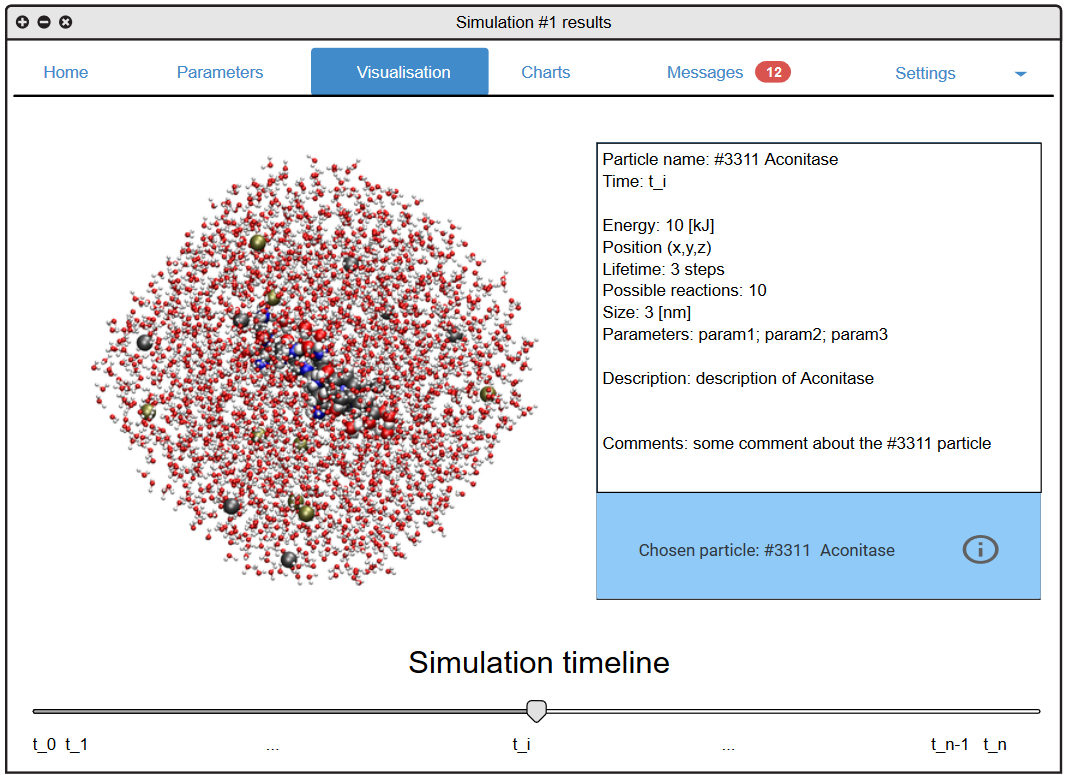 Simulation #1 results
Home Parameters Visualisation Charts Messages 12 Settings
Particle name: #3311 Aconitase
Time: t_i
Energy: 10 [kJ]
Position (x,y,z)
Lifetime: 3 steps
Possible reactions: 10
Size: 3 [nm]
Parameters: param1; param2; param3
Description: description of Aconitase
Comments: some comment about the #3311 particle
Chosen particle: #3311 Aconitase
Simulation timeline
t_0 t_1 ... t_i ... t_n-1 t_n